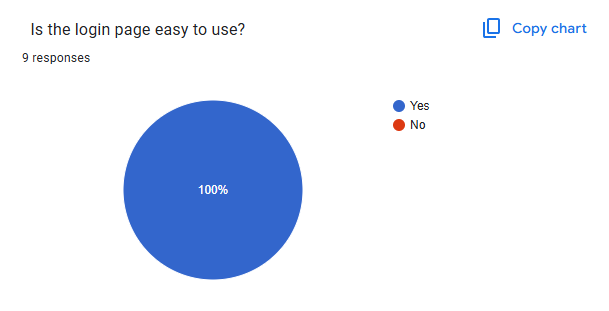 Is the login page easy to use?
Copy chart
9 responses
Yes
No
100%